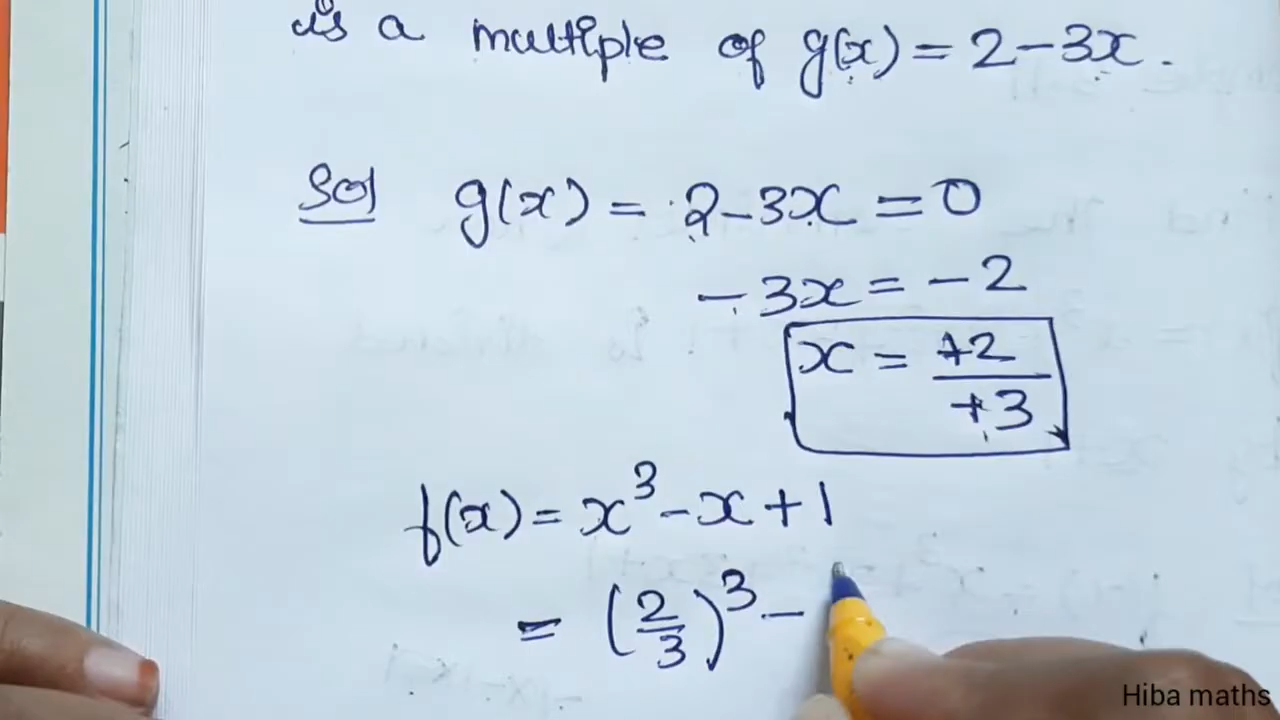 is a multiple of g(x) = 2-3x.
Sol g(x) = 2-3x = 0
-3x = -2
x = +2/+3
f(x) = x³-x+1
= (2/3)³-
Hiba maths